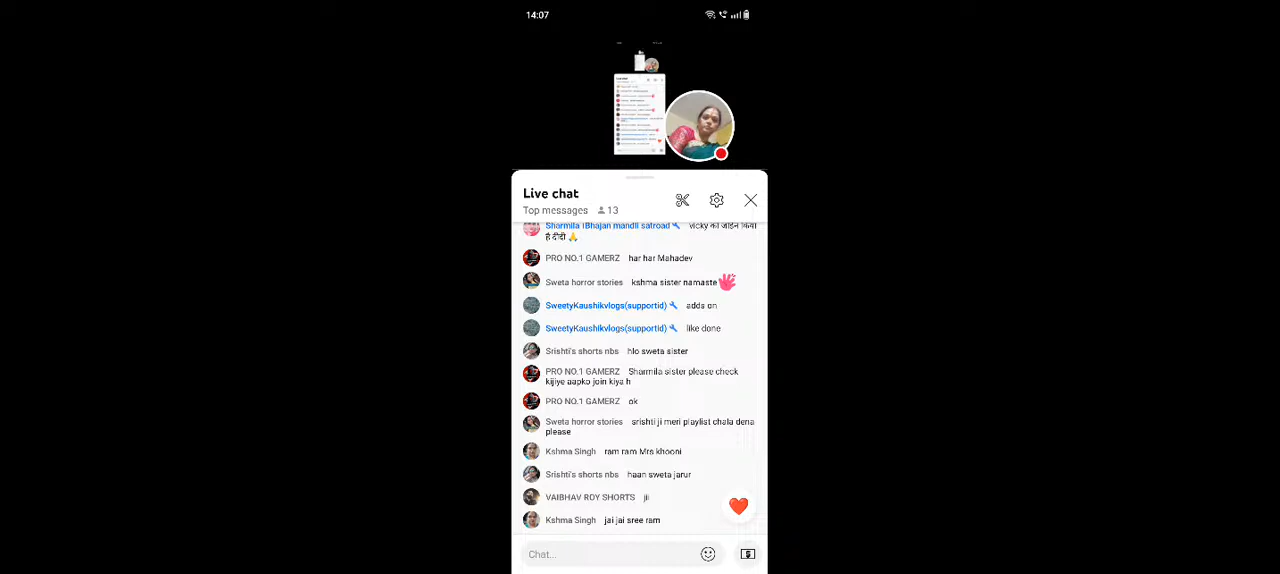 14:07
Live chat
Top messages 13
Sharmila
है दीदी 🙏
PRO NO.1 GAMERZ har har Mahadev
Sweta horror stories kshma sister namaste
SweetyKaushikvlogs(supportid) adds on
SweetyKaushikvlogs(supportid) like done
Srishti's shorts nbs hlo sweta sister
PRO NO.1 GAMERZ Sharmila sister please check
kijiye aapko join kiya h
PRO NO.1 GAMERZ ok
Sweta horror stories srishti ji meri playlist chala dena
please
Kshma Singh ram ram Mrs khooni
Srishti's shorts nbs haan sweta jarur
VAIBHAV ROY SHORTS jii
Kshma Singh jai jai sree ram
Chat...